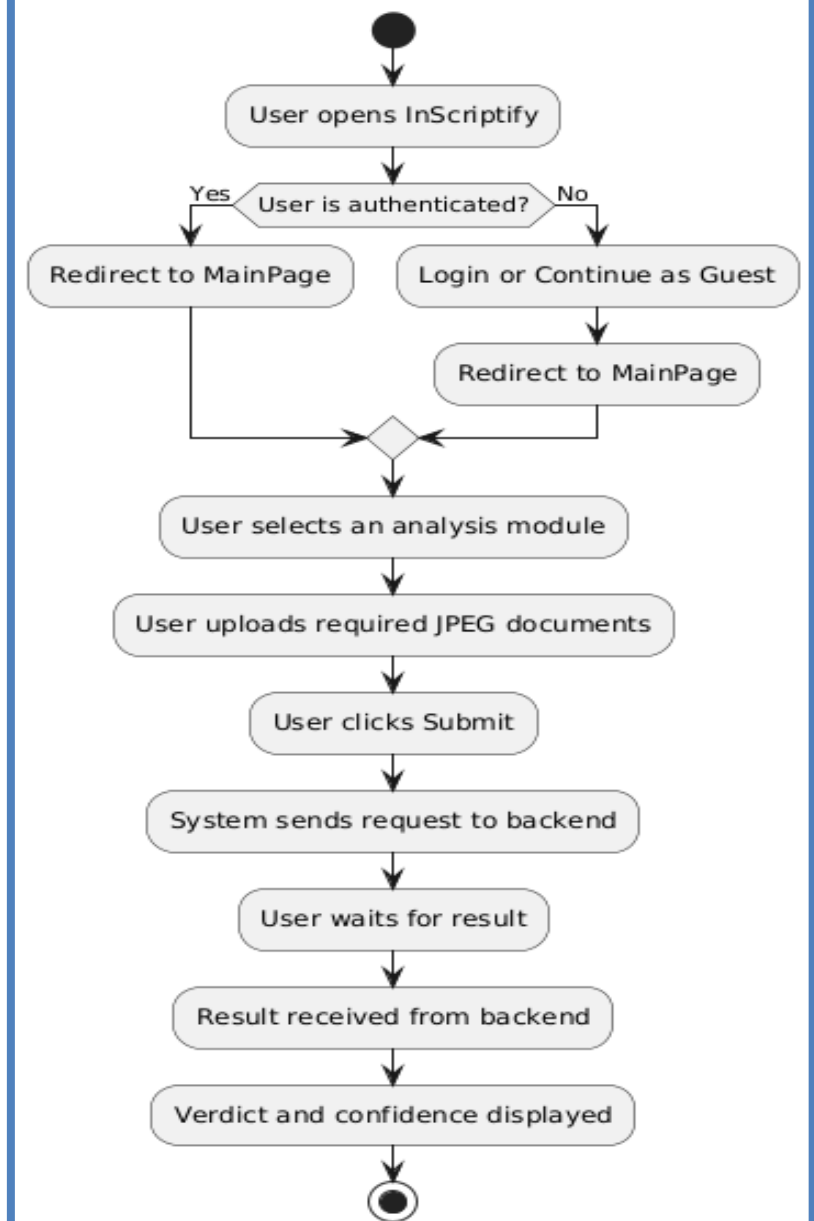 User opens InScriptify
Yes
User is authenticated?
No
Redirect to MainPage
Login or Continue as Guest
Redirect to MainPage
User selects an analysis module
User uploads required JPEG documents
User clicks Submit
System sends request to backend
User waits for result
Result received from backend
Verdict and confidence displayed